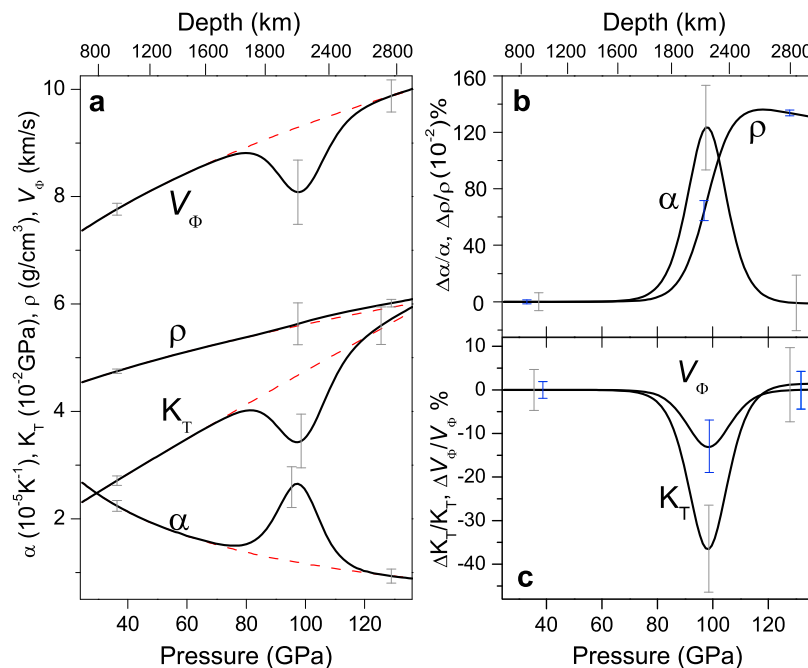 Depth (km)
800 1200 1600 2000 2400 2800
Depth (km)
800 1200 1600 2000 2400 2800
a
10
8
6
4
2
V_Φ
ρ
K_T
α
α (10⁻⁵K⁻¹), K_T (10⁻²GPa), ρ (g/cm³), V_Φ (km/s)
40 60 80 100 120
Pressure (GPa)
b
160
120
80
40
0
α
ρ
Δα/α, Δρ/ρ (10⁻²)%
c
10
0
-10
-20
-30
-40
V_Φ
K_T
ΔK_T/K_T, ΔV_Φ/V_Φ %
40 60 80 100 120
Pressure (GPa)